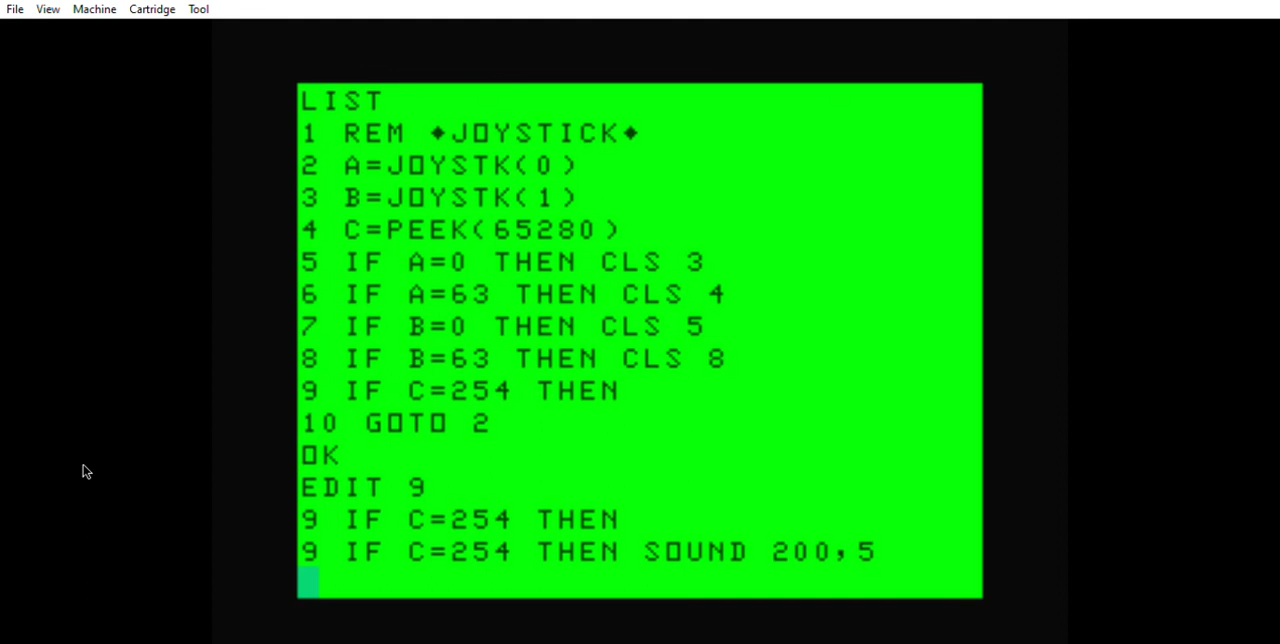 File View Machine Cartridge Tool
LIST
1 REM *JOYSTICK*
2 A=JOYSTK(0)
3 B=JOYSTK(1)
4 C=PEEK(65280)
5 IF A=0 THEN CLS 3
6 IF A=63 THEN CLS 4
7 IF B=0 THEN CLS 5
8 IF B=63 THEN CLS 8
9 IF C=254 THEN
10 GOTO 2
OK
EDIT 9
9 IF C=254 THEN
9 IF C=254 THEN SOUND 200,5